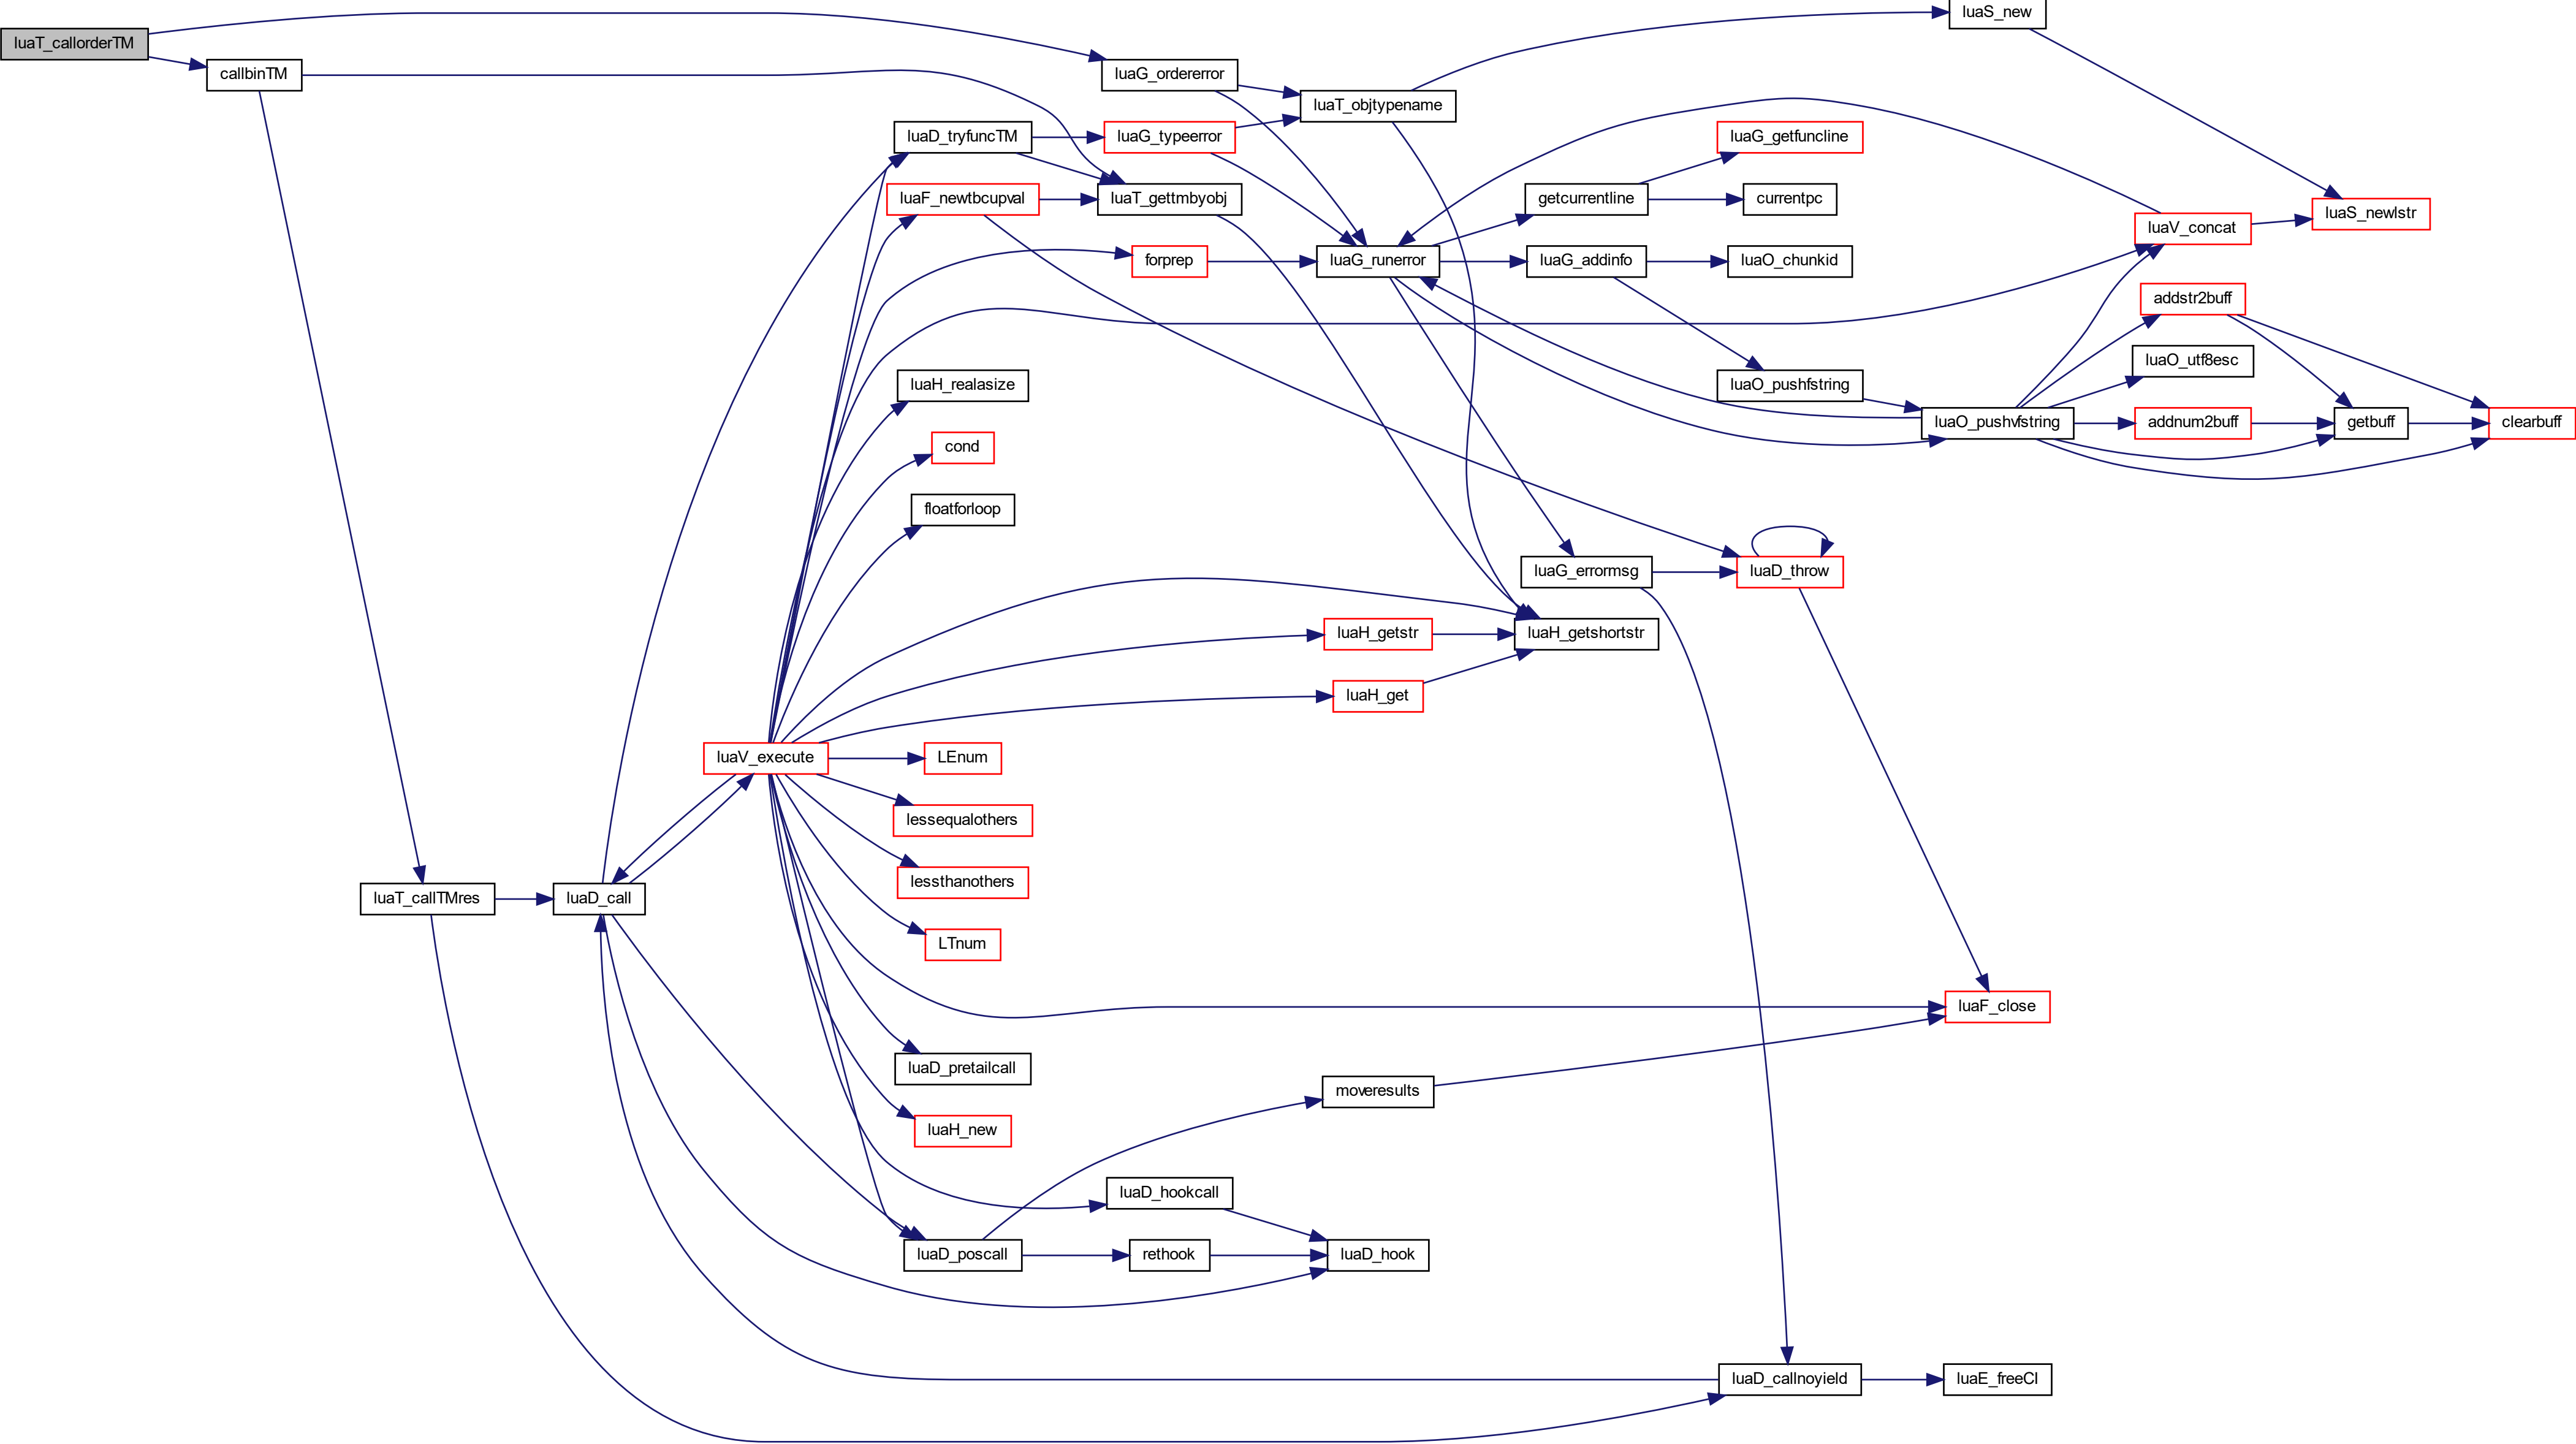 luaT_callorderTM
callbinTM
luaT_callTMres
luaD_call
luaV_execute
luaD_tryfuncTM
luaF_newtbcupval
luaH_realasize
cond
floatforloop
LEnum
lessequalothers
lessthanothers
LTnum
luaD_pretailcall
luaH_new
luaD_poscall
luaG_ordererror
luaG_typeerror
luaT_gettmbyobj
forprep
luaD_hookcall
rethook
luaT_objtypename
luaG_runerror
luaH_getstr
luaH_get
moveresults
luaD_hook
getcurrentline
luaG_addinfo
luaG_errormsg
luaH_getshortstr
luaG_getfuncline
currentpc
luaO_chunkid
luaO_pushfstring
luaD_throw
luaD_callnoyield
luaS_new
luaO_pushvfstring
luaF_close
luaE_freeCI
luaV_concat
addstr2buff
luaO_utf8esc
addnum2buff
luaS_newlstr
getbuff
clearbuff